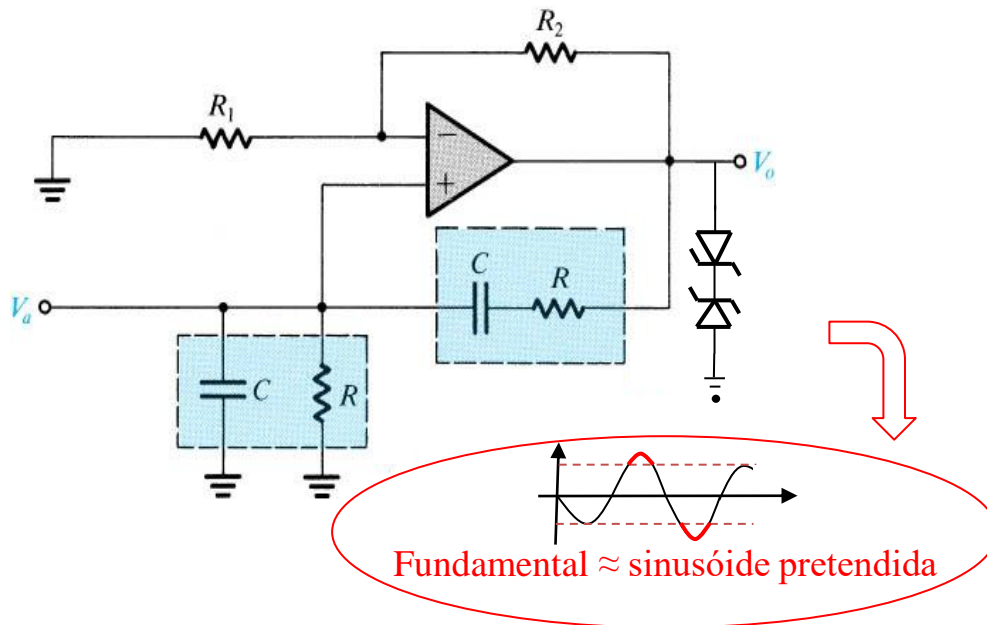 R2
R1
−
+
Vo
C
R
Va
C
R
Fundamental ≈ sinusóide pretendida